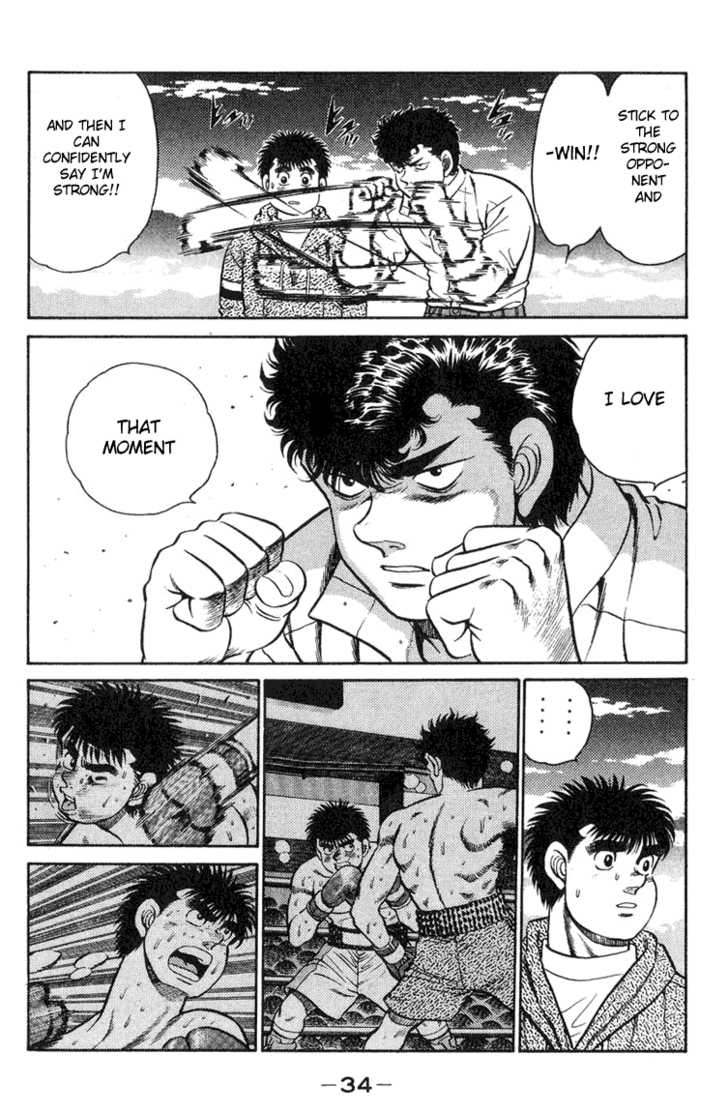 STICK TO
THE
STRONG
OPPO-
NENT
AND
-WIN!!
AND THEN I
CAN
CONFIDENTLY
SAY I'M
STRONG!!
I LOVE
THAT
MOMENT
....
....
-34-